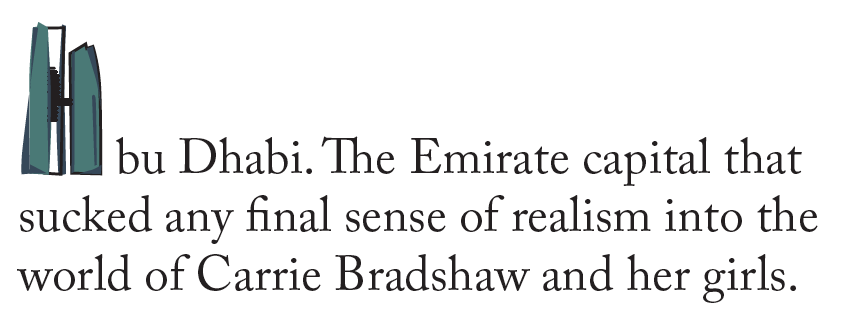 Abu Dhabi. The Emirate capital that
sucked any final sense of realism into the
world of Carrie Bradshaw and her girls.